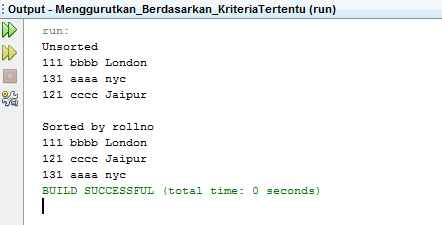 Output - Menggurutkan_Berdasarkan_KriteriaTertentu (run)
run:
Unsorted
111 bbbb London
131 aaaa nyc
121 cccc Jaipur
Sorted by rollno
111 bbbb London
121 cccc Jaipur
131 aaaa nyc
BUILD SUCCESSFUL (total time: 0 seconds)